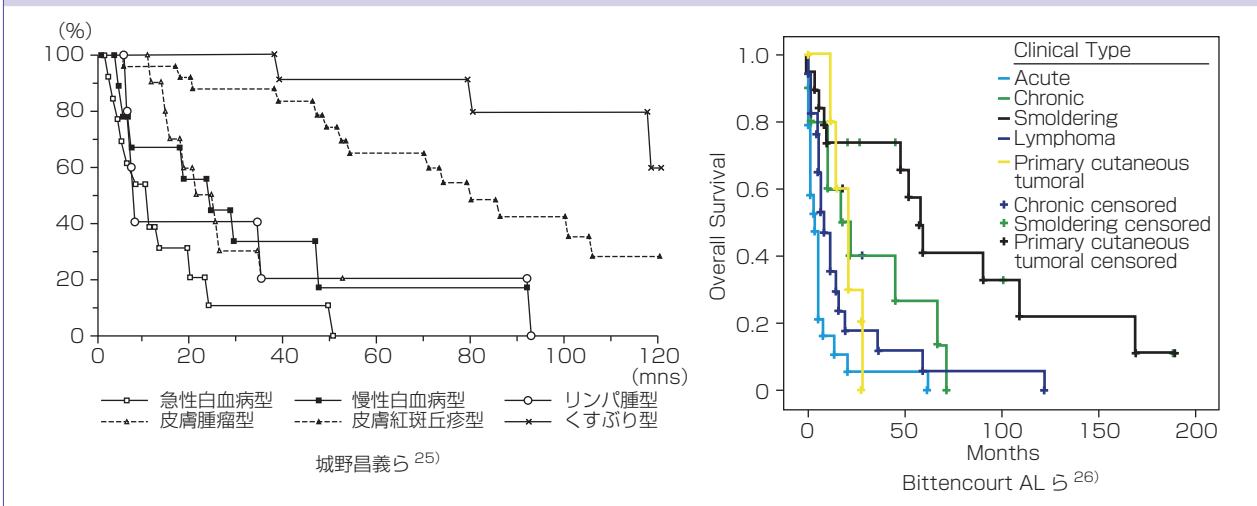 (%)
100
80
60
40
20
0
0 20 40 60 80 100 120
(mns)
急性白血病型 慢性白血病型 リンパ腫型
皮膚腫瘤型 皮膚紅斑丘疹型 くすぶり型
城野昌義ら 25)
Overall Survival
1.0
0.8
0.6
0.4
0.2
0
0 50 100 150 200
Months
Clinical Type
Acute
Chronic
Smoldering
Lymphoma
Primary cutaneous
tumoral
Chronic censored
Smoldering censored
Primary cutaneous
tumoral censored
Bittencourt AL ら 26)